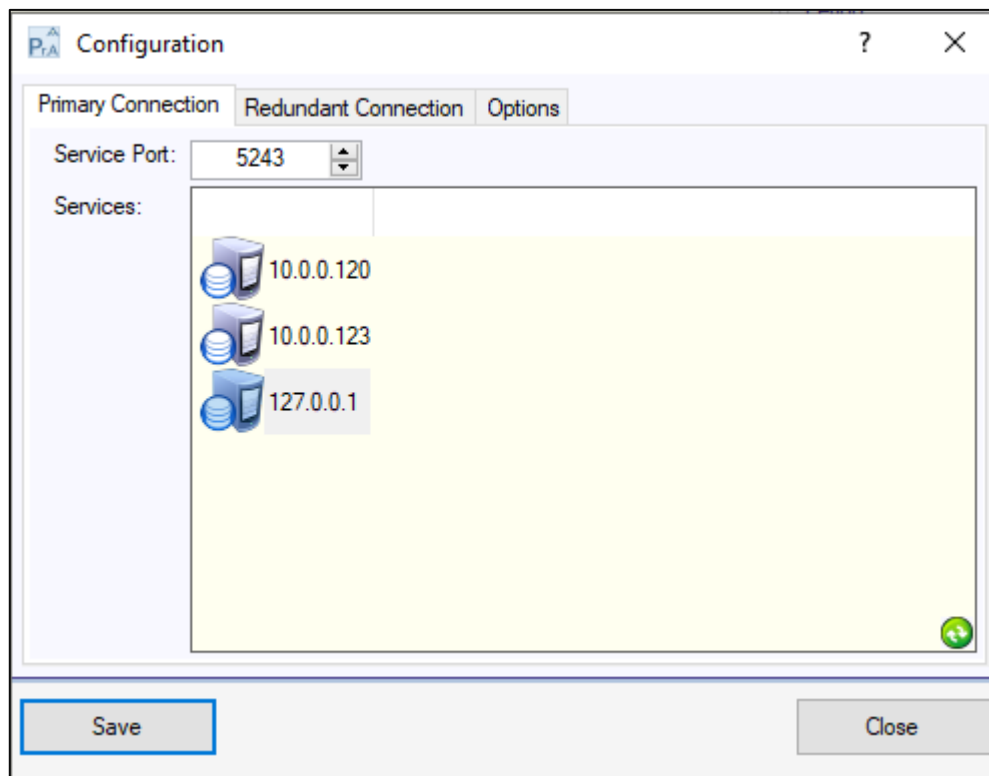 PrA Configuration ?
Primary Connection Redundant Connection Options
Service Port: 5243
Services:
10.0.0.120
10.0.0.123
127.0.0.1
Save Close